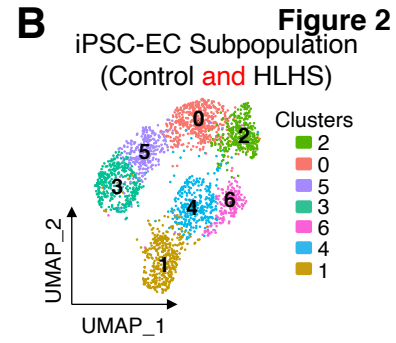 B
Figure 2
iPSC-EC Subpopulation
(Control and HLHS)
Clusters
2
0
5
3
6
4
1
0
2
5
3
4
6
1
UMAP_2
UMAP_1